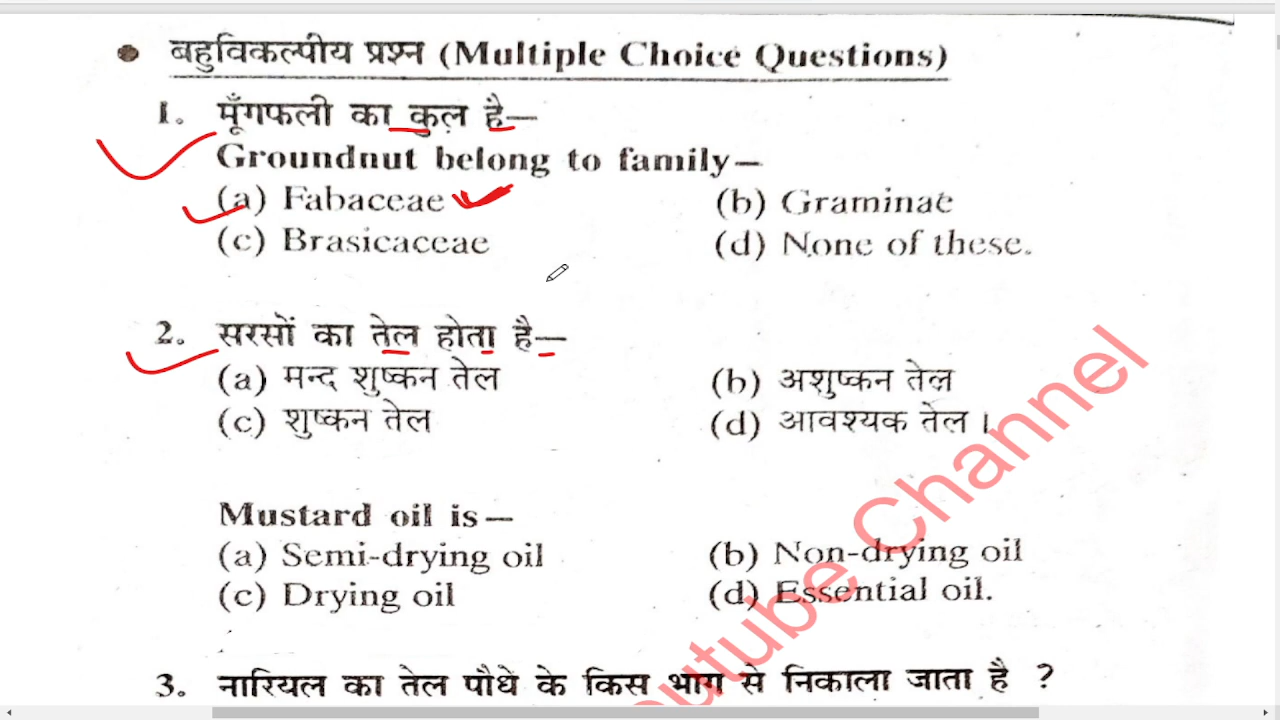 बहुविकल्पीय प्रश्न (Multiple Choice Questions)
1. मूँगफली का कुल है—
Groundnut belong to family—
(a) Fabaceae (b) Graminae
(c) Brasicaceae (d) None of these.
2. सरसों का तेल होता है—
(a) मन्द शुष्कन तेल (b) अशुष्कन तेल
(c) शुष्कन तेल (d) आवश्यक तेल ।
Mustard oil is—
(a) Semi-drying oil (b) Non-drying oil
(c) Drying oil (d) Essential oil.
3. नारियल का तेल पौधे के किस भाग से निकाला जाता है ?
outube Channel